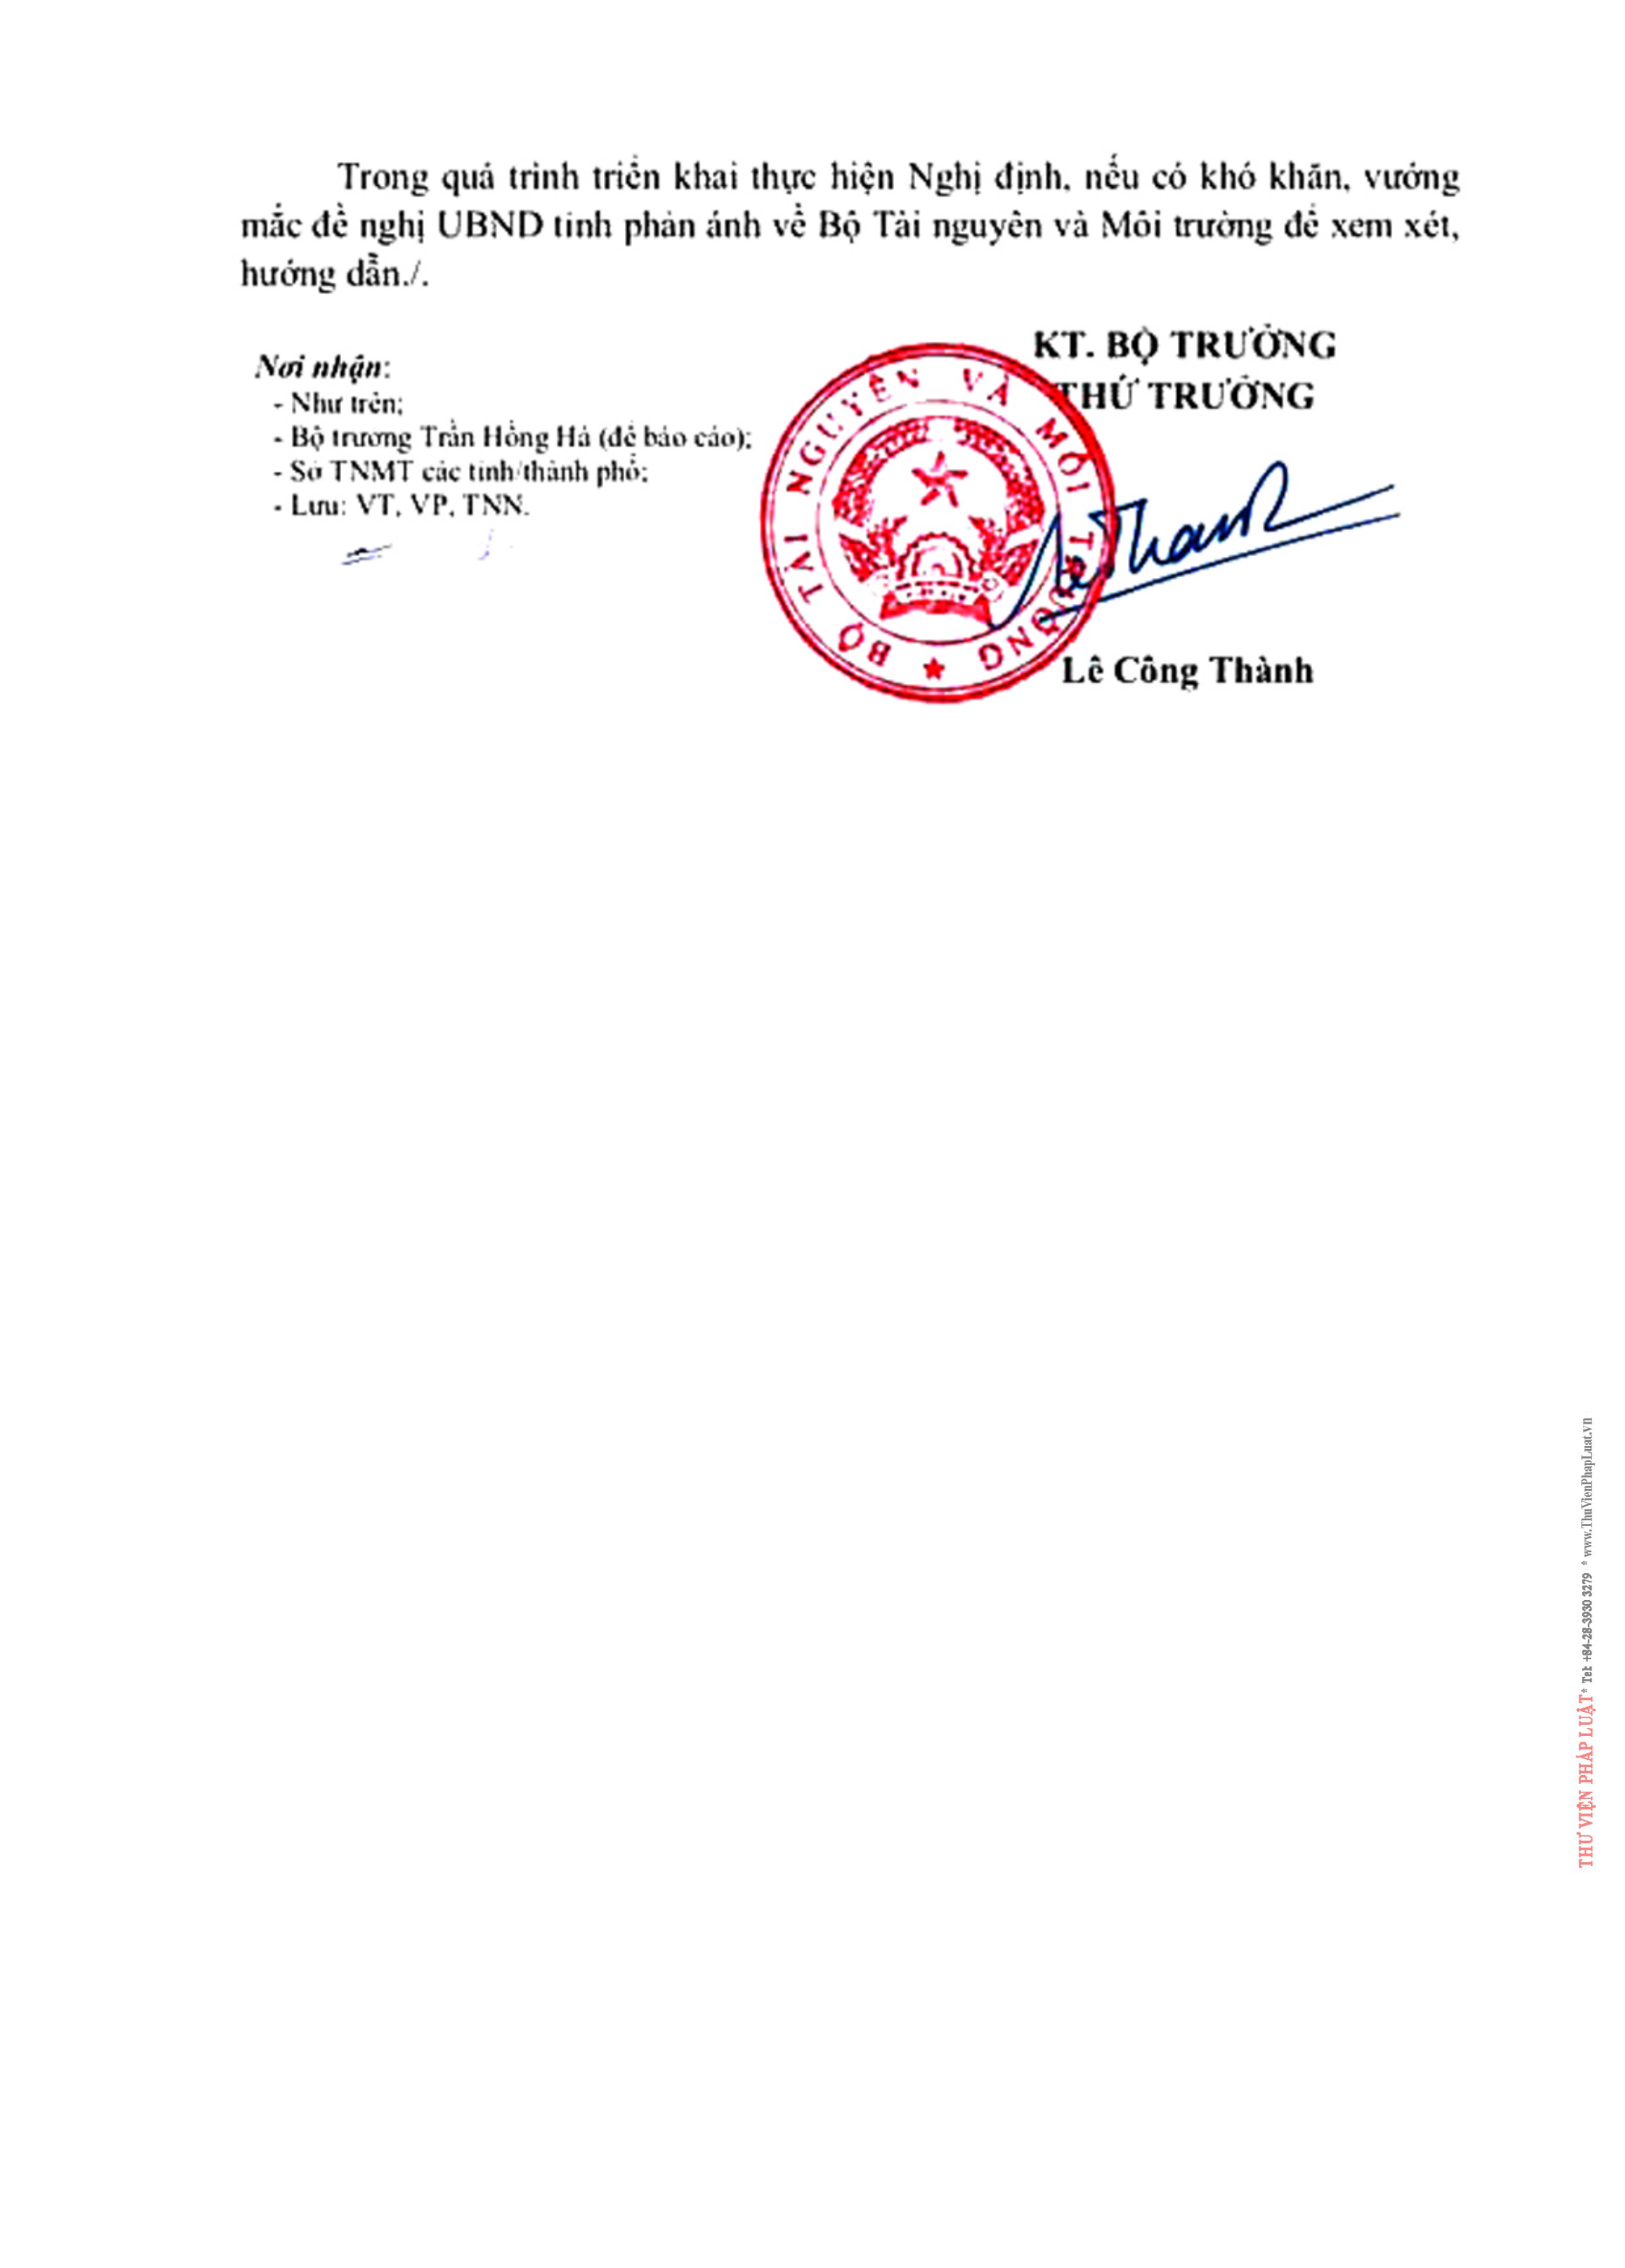 Trong quá trình triển khai thực hiện Nghị định, nếu có khó khăn, vướng
mắc đề nghị UBND tỉnh phản ánh về Bộ Tài nguyên và Môi trường để xem xét,
hướng dẫn./.
Nơi nhận:
- Như trên;
- Bộ trưởng Trần Hồng Hà (để báo cáo);
- Sở TNMT các tỉnh/thành phố;
- Lưu: VT, VP, TNN.
KT. BỘ TRƯỞNG
THỨ TRƯỞNG
BỘ TÀI NGUYÊN VÀ MÔI TRƯỜNG
Lê Công Thành
THƯ VIỆN PHÁP LUẬT * Tel: +84-28-3930 3279 * www.ThuVienPhapLuat.vn